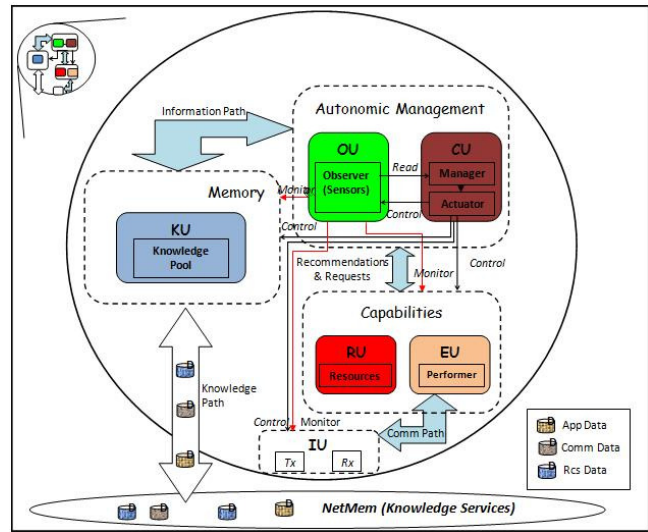 Information Path
Autonomic Management
OU
CU
Observer
(Sensors)
Read
Manager
Actuator
Control
Memory
Monitor
Control
KU
Knowledge
Pool
Recommendations
& Requests
Monitor
Control
Capabilities
RU
Resources
EU
Performer
Knowledge
Path
Control
Monitor
Comm Path
IU
Tx
Rx
D
D
D
D App Data
D Comm Data
D Rcs Data
D
D
D
D
NetMem (Knowledge Services)